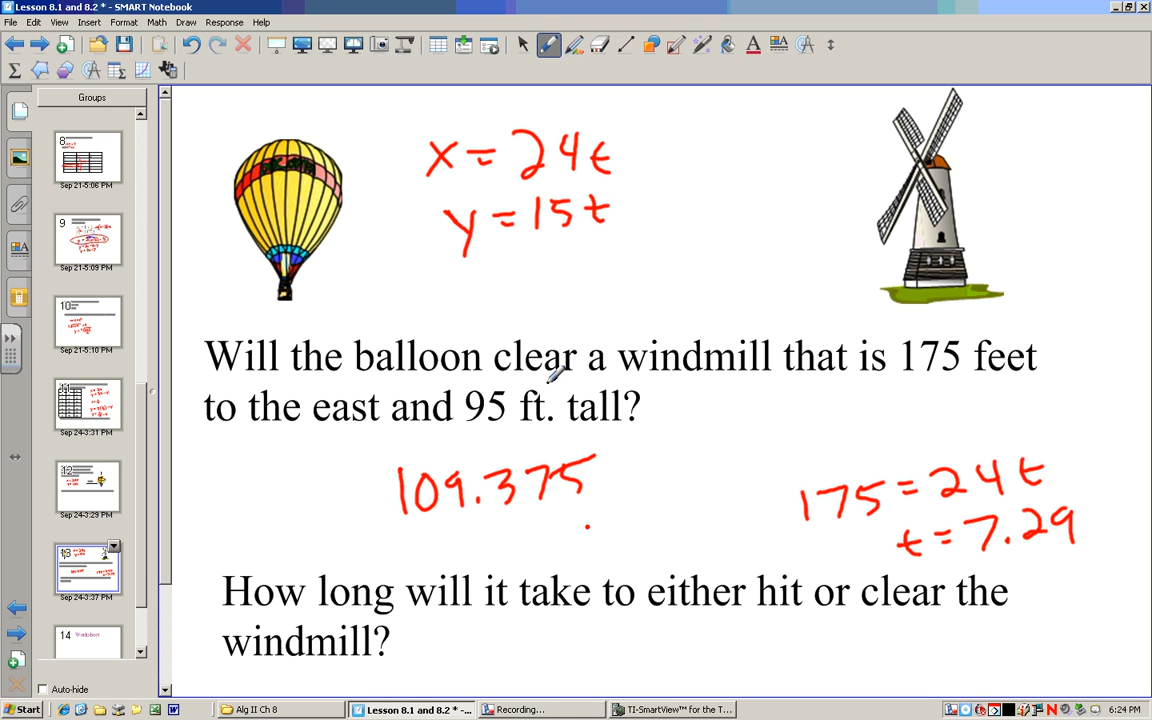 Lesson 8.1 and 8.2 * - SMART Notebook
File Edit View Insert Format Math Draw Response Help
Groups
8
Sep 21-5:06 PM
9
Sep 21-5:09 PM
10
Sep 21-5:10 PM
Sep 24-3:31 PM
12
Sep 24-3:29 PM
13
Sep 24-3:37 PM
14 Worksheet
Auto-hide
x = 24t
y = 15t
Will the balloon clear a windmill that is 175 feet
to the east and 95 ft. tall?
109.375
175 = 24t
t = 7.29
How long will it take to either hit or clear the
windmill?
Start Alg II Ch 8 Lesson 8.1 and 8.2 * -... Recording... TI-SmartView™ for the T... 6:24 PM